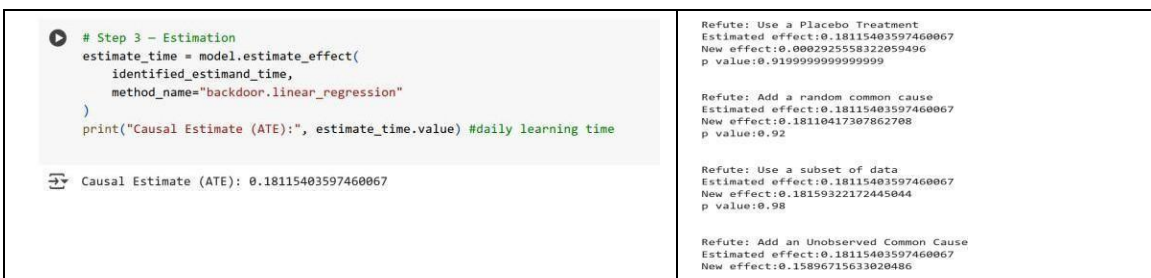 # Step 3 – Estimation
estimate_time = model.estimate_effect(
    identified_estimand_time,
    method_name="backdoor.linear_regression"
)
print("Causal Estimate (ATE):", estimate_time.value) #daily learning time
Causal Estimate (ATE): 0.18115403597460067
Refute: Use a Placebo Treatment
Estimated effect:0.18115403597460067
New effect:0.0002925558322059496
p value:0.9199999999999999
Refute: Add a random common cause
Estimated effect:0.18115403597460067
New effect:0.18110417307862708
p value:0.92
Refute: Use a subset of data
Estimated effect:0.18115403597460067
New effect:0.18159322172445044
p value:0.98
Refute: Add an Unobserved Common Cause
Estimated effect:0.18115403597460067
New effect:0.15896715633020486